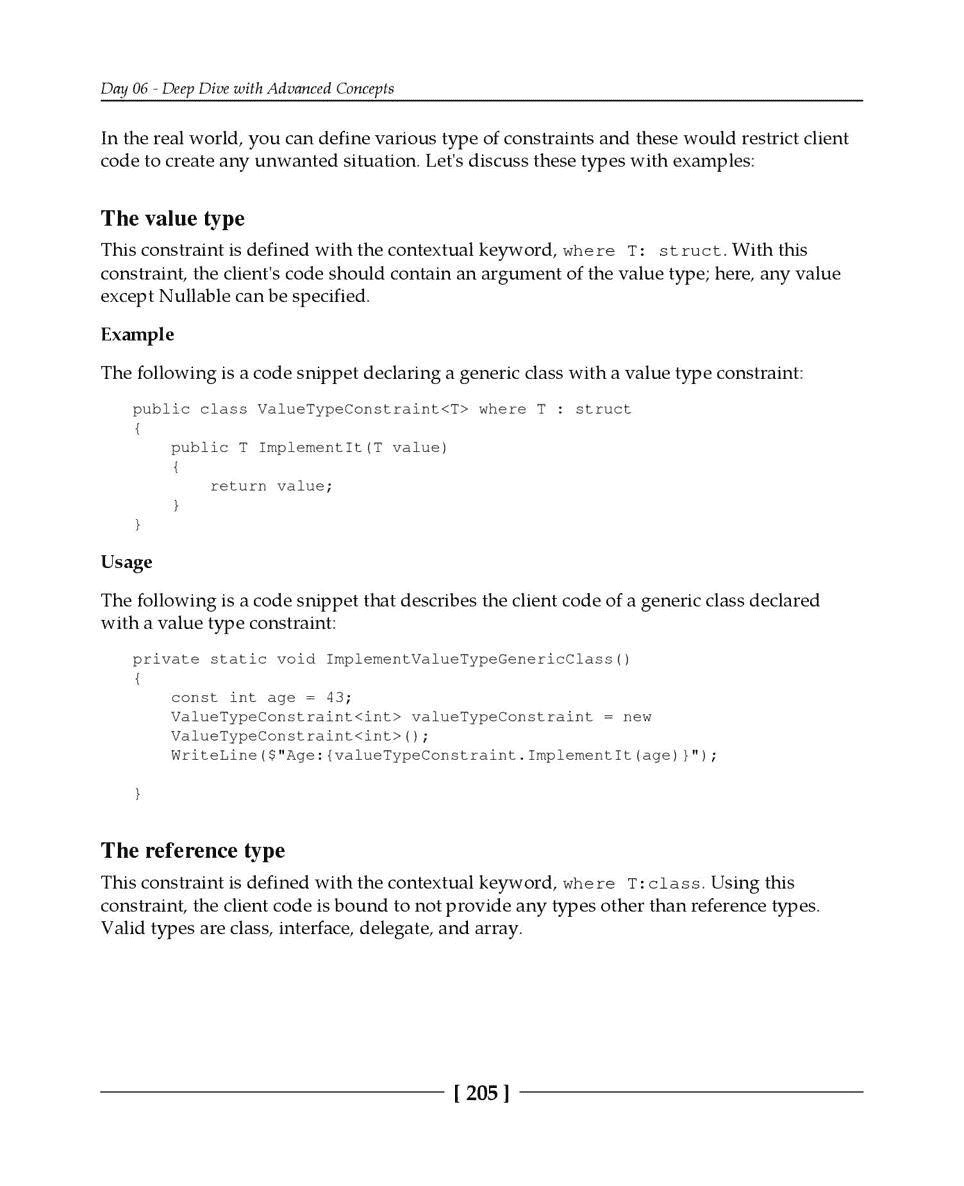 Day 06 - Deep Dive with Advanced Concepts
In the real world, you can define various type of constraints and these would restrict client
code to create any unwanted situation. Let's discuss these types with examples:
The value type
This constraint is defined with the contextual keyword, where T: struct. With this
constraint, the client's code should contain an argument of the value type; here, any value
except Nullable can be specified.
Example
The following is a code snippet declaring a generic class with a value type constraint:
public class ValueTypeConstraint<T> where T : struct
{
    public T ImplementIt(T value)
    {
        return value;
    }
}
Usage
The following is a code snippet that describes the client code of a generic class declared
with a value type constraint:
private static void ImplementValueTypeGenericClass()
{
    const int age = 43;
    ValueTypeConstraint<int> valueTypeConstraint = new
    ValueTypeConstraint<int>();
    WriteLine($"Age:{valueTypeConstraint.ImplementIt(age)}");
}
The reference type
This constraint is defined with the contextual keyword, where T:class. Using this
constraint, the client code is bound to not provide any types other than reference types.
Valid types are class, interface, delegate, and array.
[ 205 ]